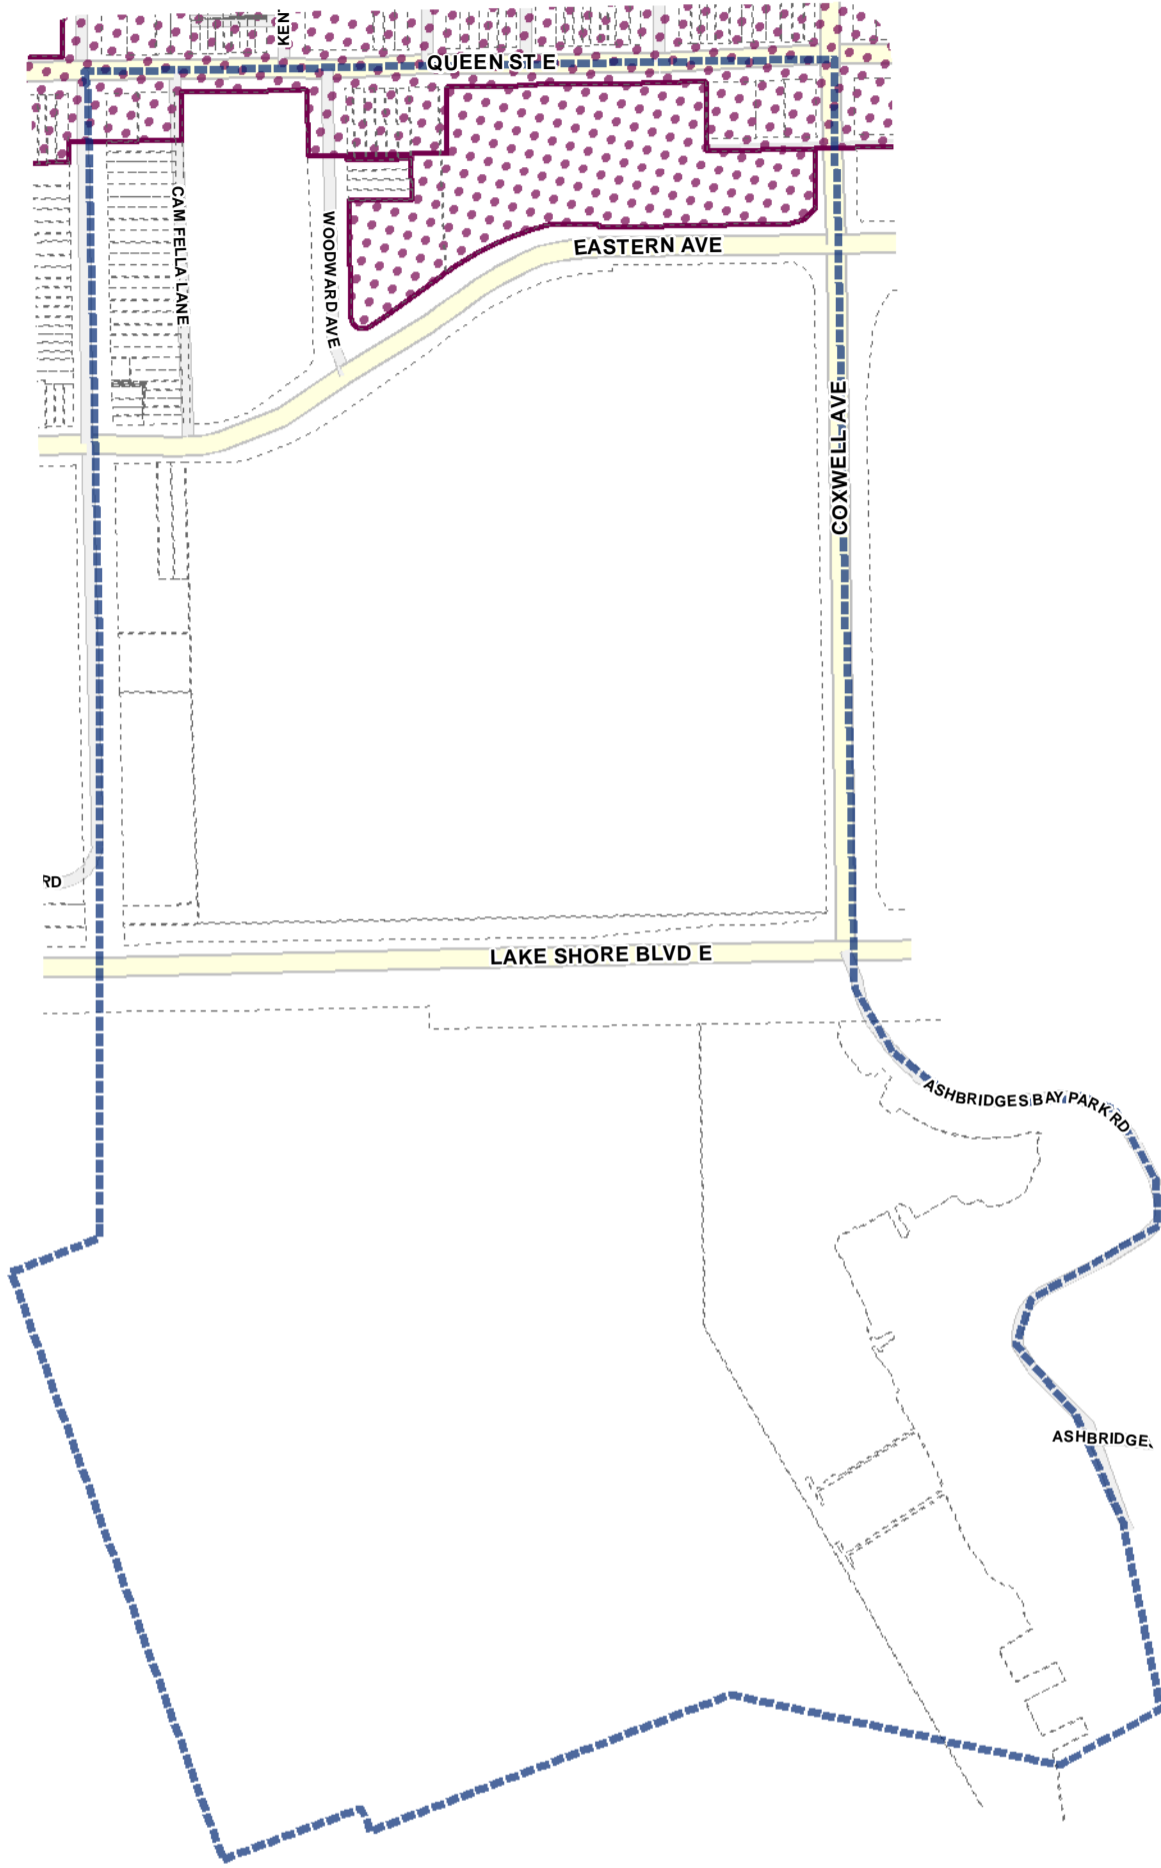 KEN
QUEEN ST E
CAM FELLA LANE
WOODWARD AVE
EASTERN AVE
COXWELL AVE
RD
LAKE SHORE BLVD E
ASHBRIDGES BAY PARK RD
ASHBRIDGE